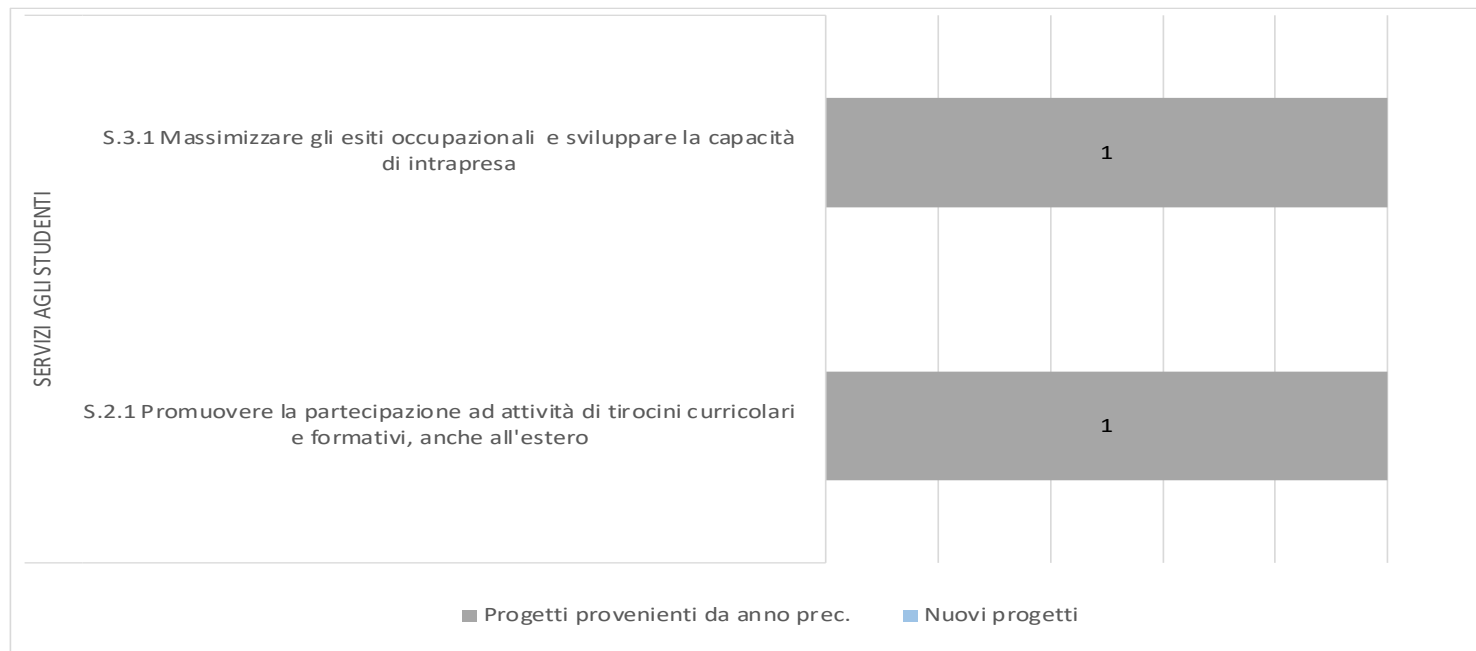 SERVIZI AGLI STUDENTI
S.3.1 Massimizzare gli esiti occupazionali e sviluppare la capacità
di intrapresa
1
S.2.1 Promuovere la partecipazione ad attività di tirocini curricolari
e formativi, anche all'estero
1
Progetti provenienti da anno prec.
Nuovi progetti